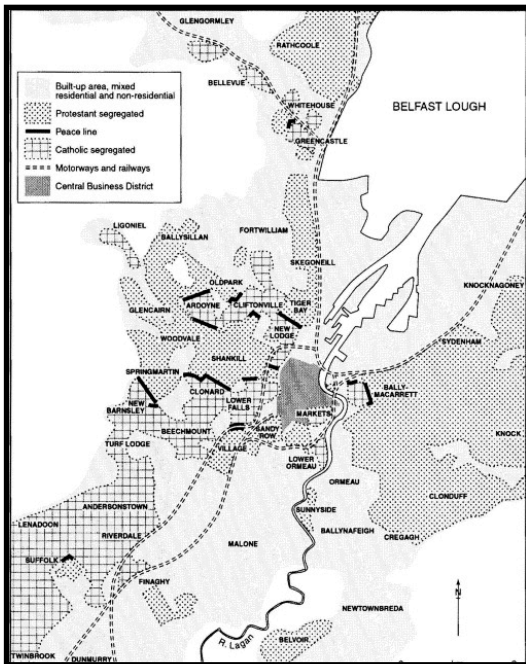 GLENGORMLEY
RATHCOOLE
BELLEVUE
WHITEHOUSE
GREENCASTLE
BELFAST LOUGH
Built-up area, mixed
residential and non-residential
Protestant segregated
Peace line
Catholic segregated
Motorways and railways
Central Business District
LIGONIEL
BALLYSILLAN
FORTWILLIAM
SKEGONEILL
OLDPARK
ARDOYNE
CLIFTONVILLE
TIGER
BAY
GLENCAIRN
NEW
LODGE
WOODVALE
KNOCKNAGONEY
SYDENHAM
SHANKILL
SPRINGMARTIN
CLONARD
LOWER
FALLS
BALLY-
MACARRETT
NEW
BARNSLEY
MARKETS
BEECHMOUNT
SANDY
ROW
VILLAGE
KNOCK
TURF LODGE
LOWER
ORMEAU
ORMEAU
CLONDUFF
ANDERSONSTOWN
SUNNYSIDE
LENADOON
BALLYNAFEIGH
CREGAGH
RIVERDALE
MALONE
SUFFOLK
FINAGHY
N
NEWTOWNBREDA
R. Lagan
BELVOIR
TWINBROOK
DUNMURRY